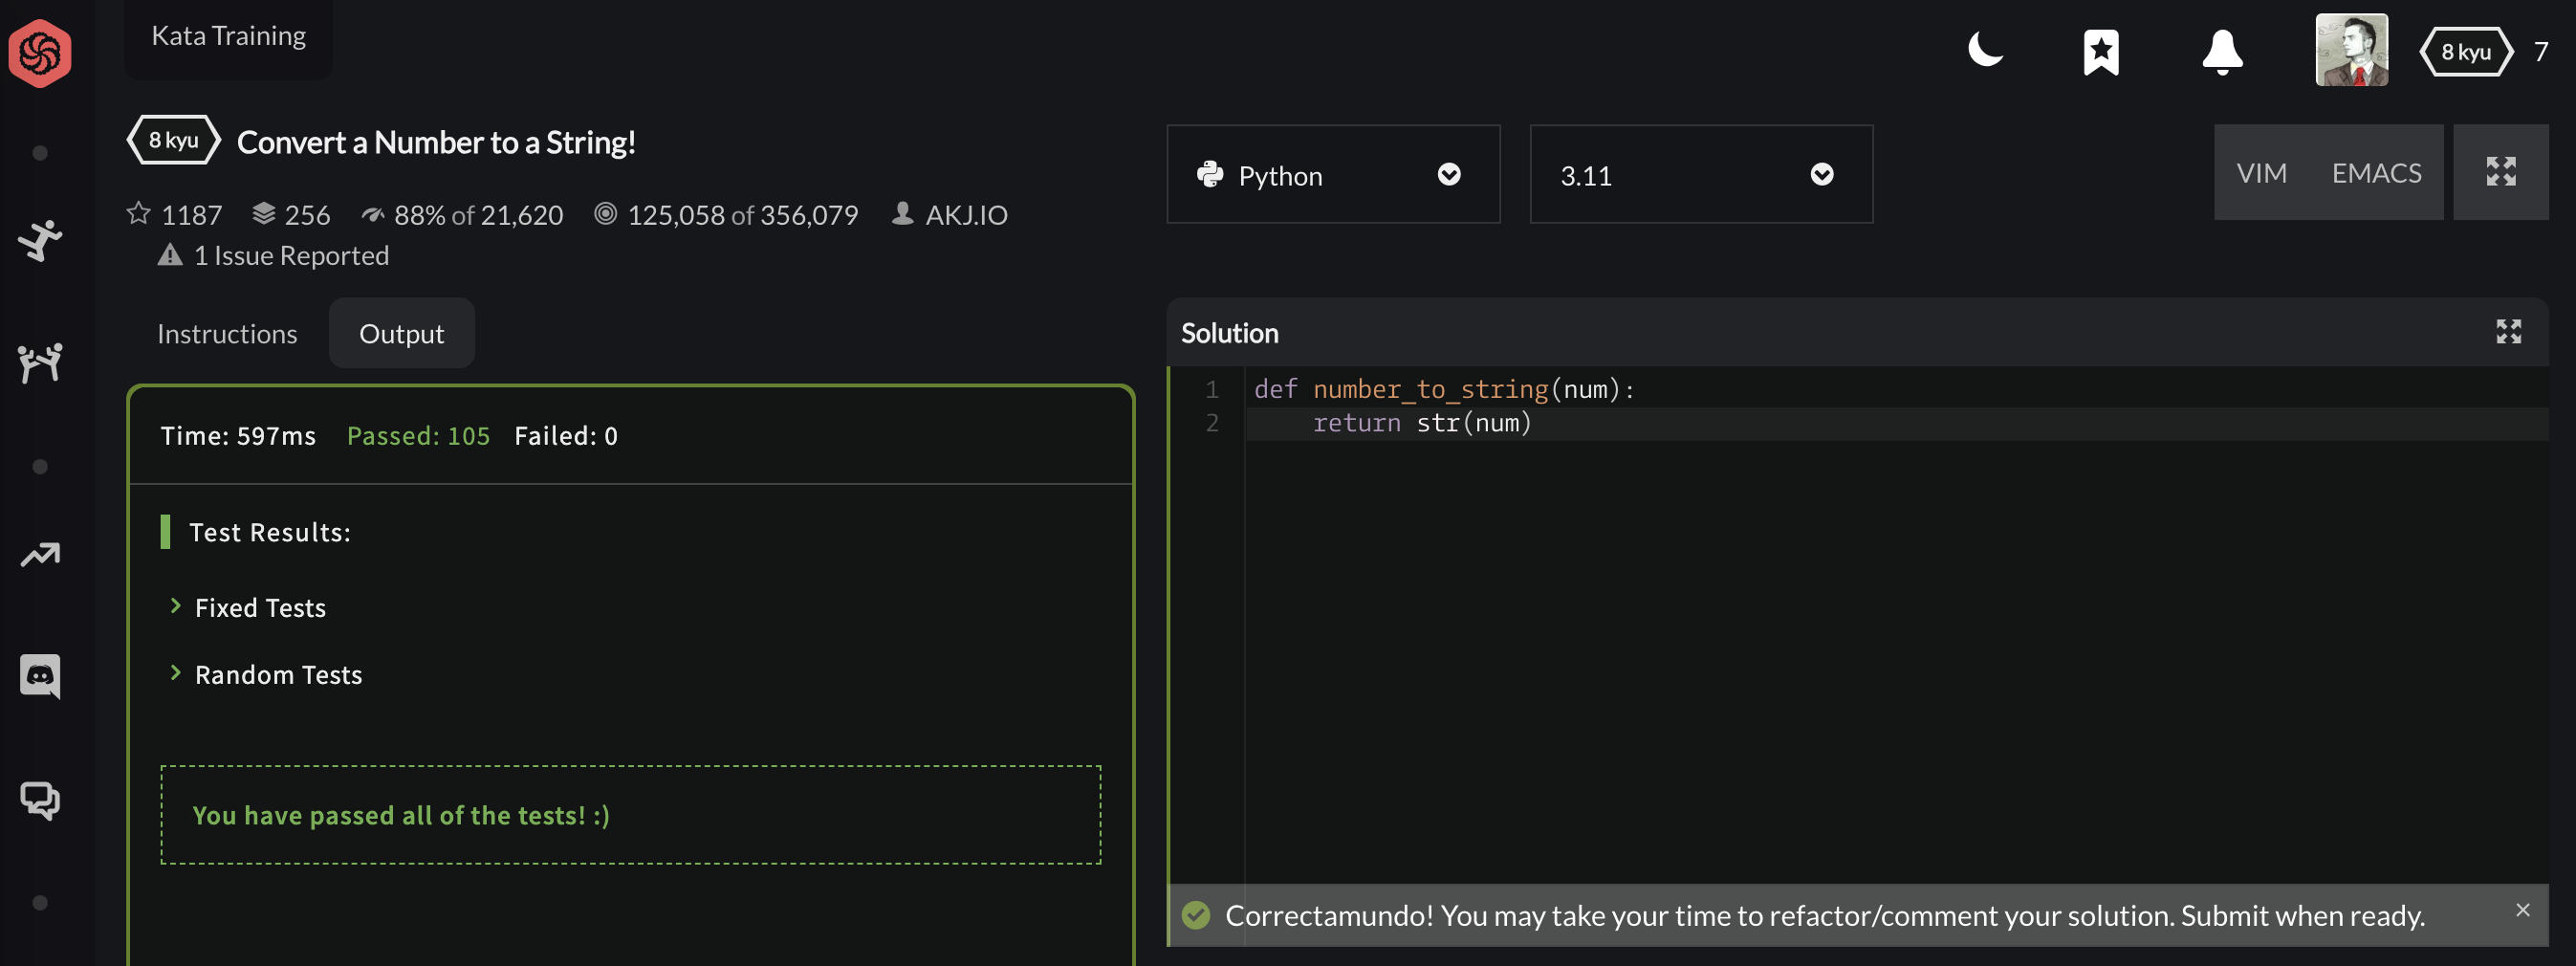 Kata Training
8 kyu 7
8 kyu Convert a Number to a String!
1187 256 88% of 21,620 125,058 of 356,079 AKJ.IO
1 Issue Reported
Python 3.11 VIM EMACS
Instructions Output
Time: 597ms Passed: 105 Failed: 0
Test Results:
Fixed Tests
Random Tests
You have passed all of the tests! :)
Solution
1 def number_to_string(num):
2     return str(num)
Correctamundo! You may take your time to refactor/comment your solution. Submit when ready.